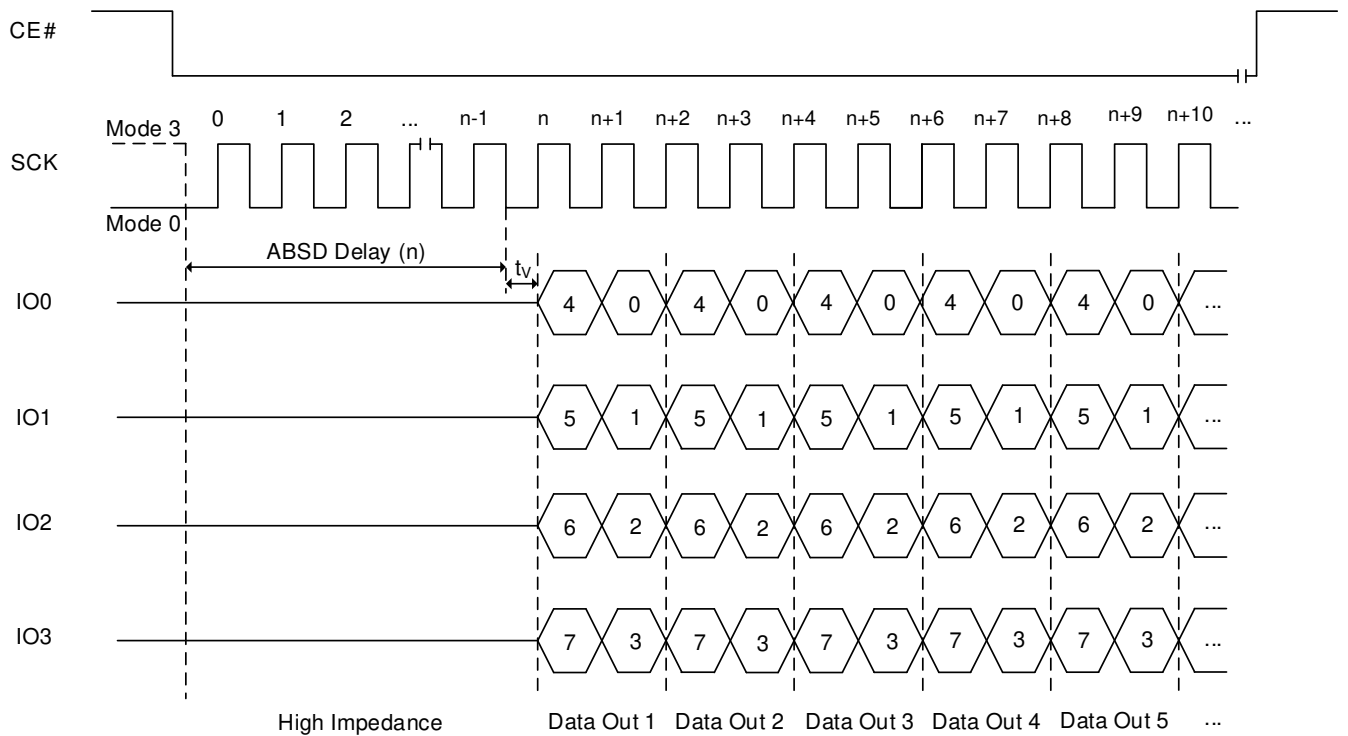 CE#
Mode 3 0 1 2 ... n-1 n n+1 n+2 n+3 n+4 n+5 n+6 n+7 n+8 n+9 n+10 ...
SCK
Mode 0
ABSD Delay (n)
tV
IO0 4 0 4 0 4 0 4 0 4 0 ...
IO1 5 1 5 1 5 1 5 1 5 1 ...
IO2 6 2 6 2 6 2 6 2 6 2 ...
IO3 7 3 7 3 7 3 7 3 7 3 ...
High Impedance Data Out 1 Data Out 2 Data Out 3 Data Out 4 Data Out 5 ...